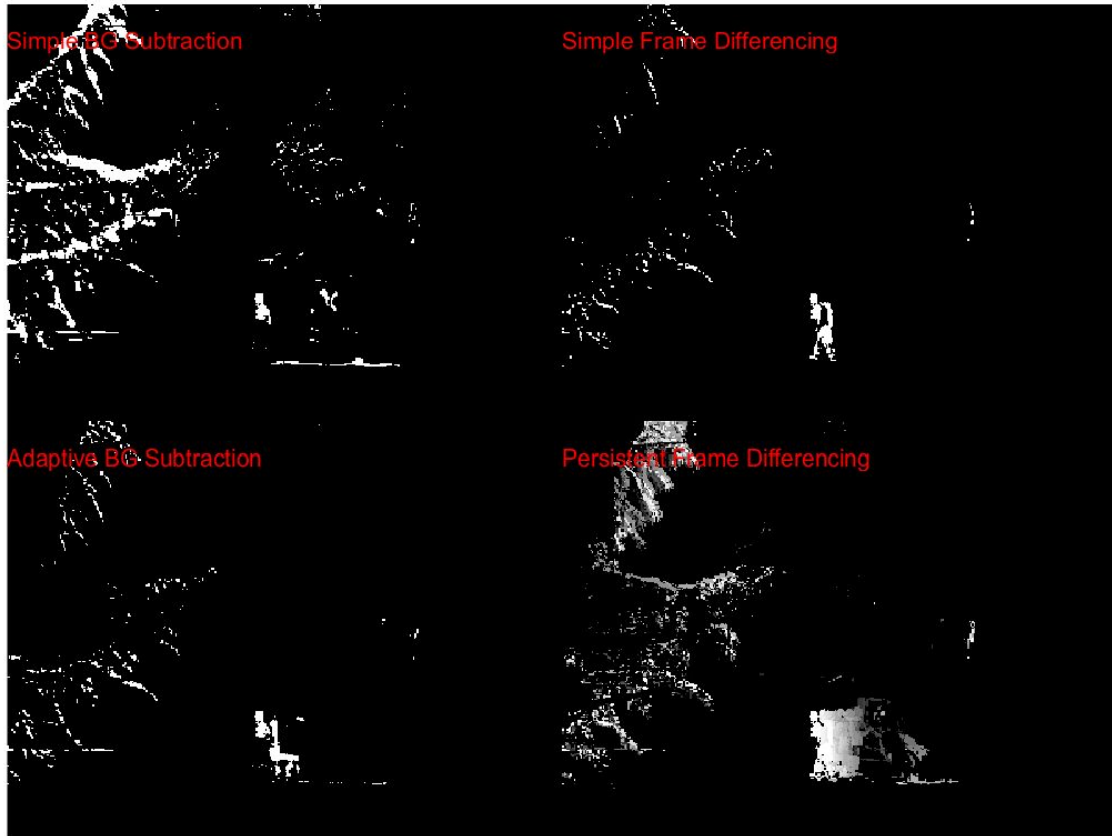 Simple BG Subtraction
Simple Frame Differencing
Adaptive BG Subtraction
Persistent Frame Differencing